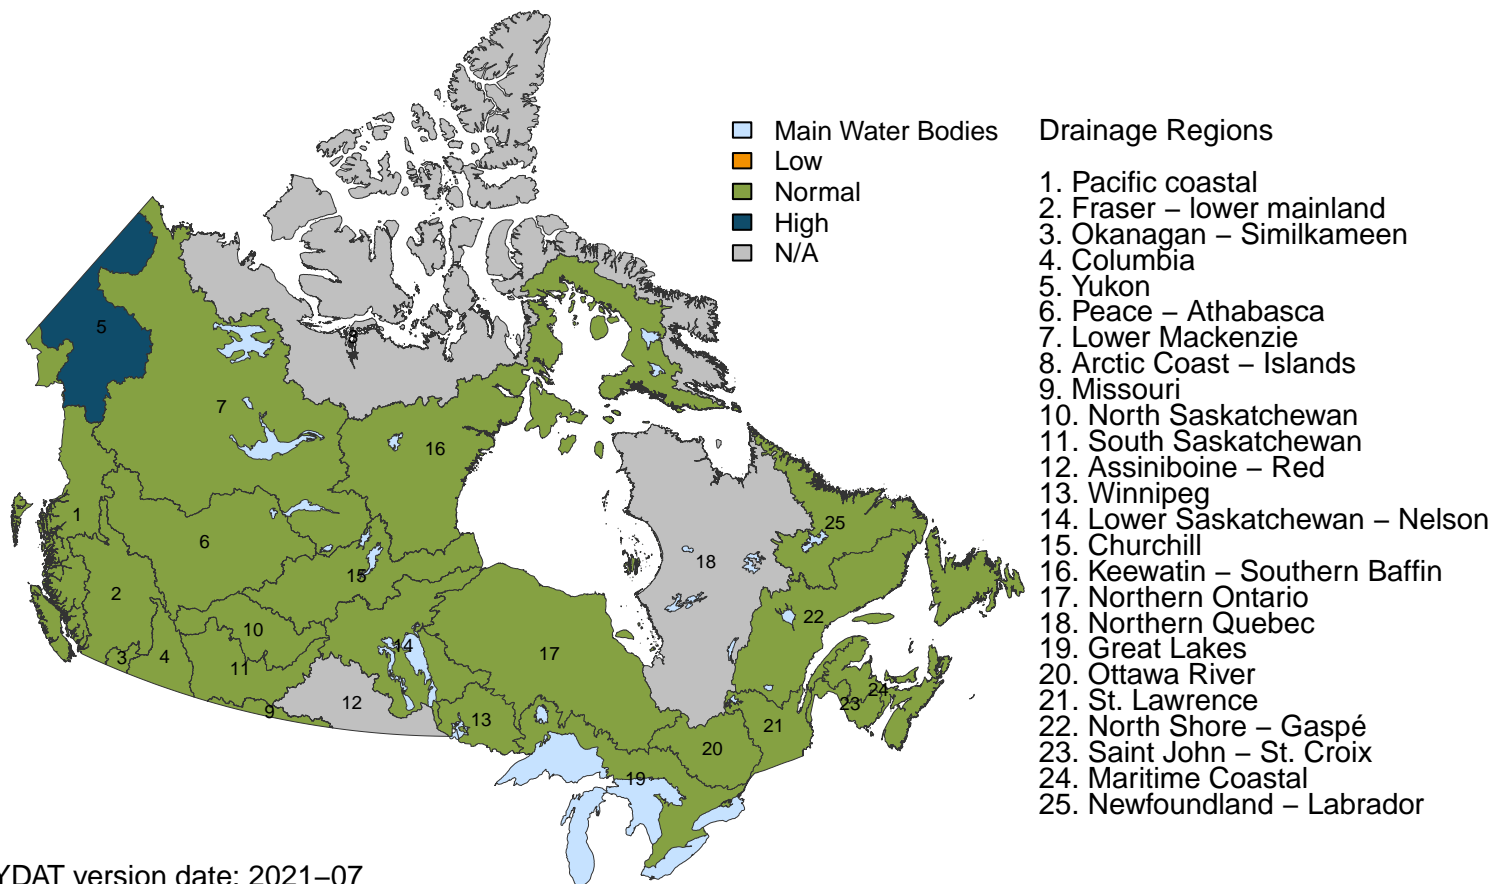 Main Water Bodies
Low
Normal
High
N/A
Drainage Regions
1. Pacific coastal
2. Fraser – lower mainland
3. Okanagan – Similkameen
4. Columbia
5. Yukon
6. Peace – Athabasca
7. Lower Mackenzie
8. Arctic Coast – Islands
9. Missouri
10. North Saskatchewan
11. South Saskatchewan
12. Assiniboine – Red
13. Winnipeg
14. Lower Saskatchewan – Nelson
15. Churchill
16. Keewatin – Southern Baffin
17. Northern Ontario
18. Northern Quebec
19. Great Lakes
20. Ottawa River
21. St. Lawrence
22. North Shore – Gaspé
23. Saint John – St. Croix
24. Maritime Coastal
25. Newfoundland – Labrador
5
8
7
16
1
25
6
18
15
2
22
10
14
3
4
11
17
24
12
23
9
13
21
20
19
YDAT version date: 2021–07